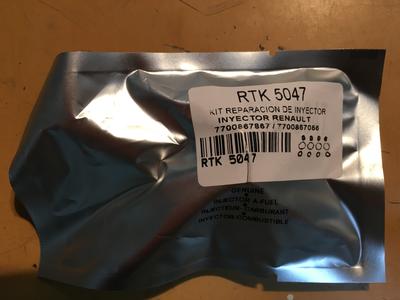 RTK 5047
KIT REPARACION DE INYECTOR
INYECTOR RENAULT
7700867867 / 7700867056
RTK 5047
GENUINE
INJECTOR A-FUEL
INJECTEUR-CARBURANT
INYECTOR-COMBUSTIBLE